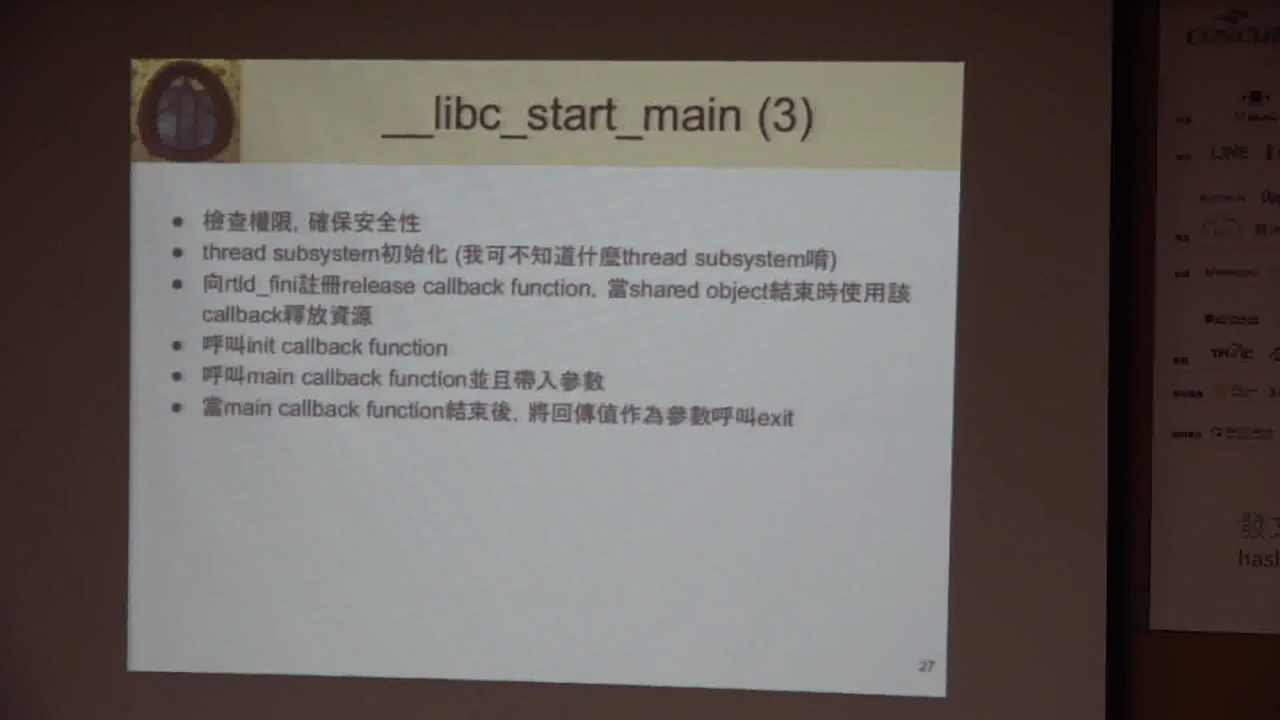 __libc_start_main (3)
檢查權限, 確保安全性
thread subsystem初始化 (我可不知道什麼thread subsystem唷)
向rtld_fini註冊release callback function, 當shared object結束時使用該
callback釋放資源
呼叫init callback function
呼叫main callback function並且帶入參數
當main callback function結束後, 將回傳值作為參數呼叫exit
27
LINE